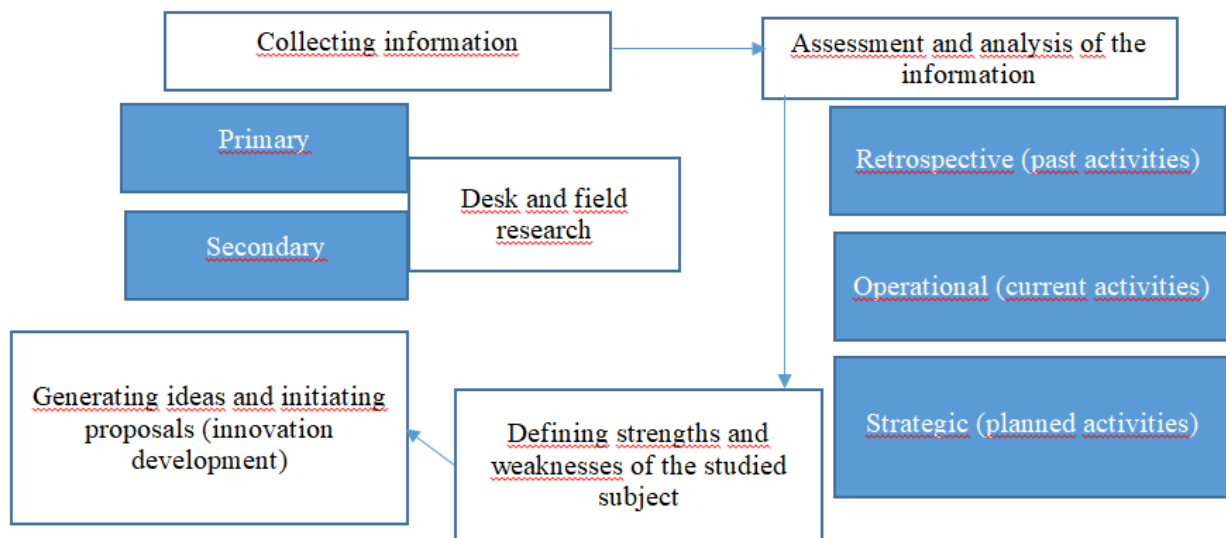 Collecting information
Assessment and analysis of the
information
Primary
Secondary
Desk and field
research
Retrospective (past activities)
Operational (current activities)
Strategic (planned activities)
Defining strengths and
weaknesses of the studied
subject
Generating ideas and initiating
proposals (innovation
development)